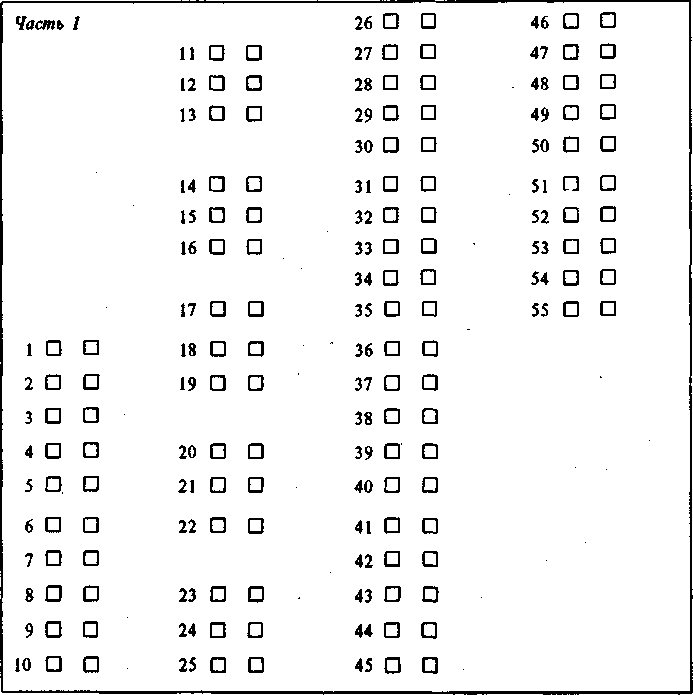 Часть 1
1 □ □
2 □ □
3 □ □
4 □ □
5 □ □
6 □ □
7 □ □
8 □ □
9 □ □
10 □ □
11 □ □
12 □ □
13 □ □
14 □ □
15 □ □
16 □ □
17 □ □
18 □ □
19 □ □
20 □ □
21 □ □
22 □ □
23 □ □
24 □ □
25 □ □
26 □ □
27 □ □
28 □ □
29 □ □
30 □ □
31 □ □
32 □ □
33 □ □
34 □ □
35 □ □
36 □ □
37 □ □
38 □ □
39 □ □
40 □ □
41 □ □
42 □ □
43 □ □
44 □ □
45 □ □
46 □ □
47 □ □
48 □ □
49 □ □
50 □ □
51 □ □
52 □ □
53 □ □
54 □ □
55 □ □